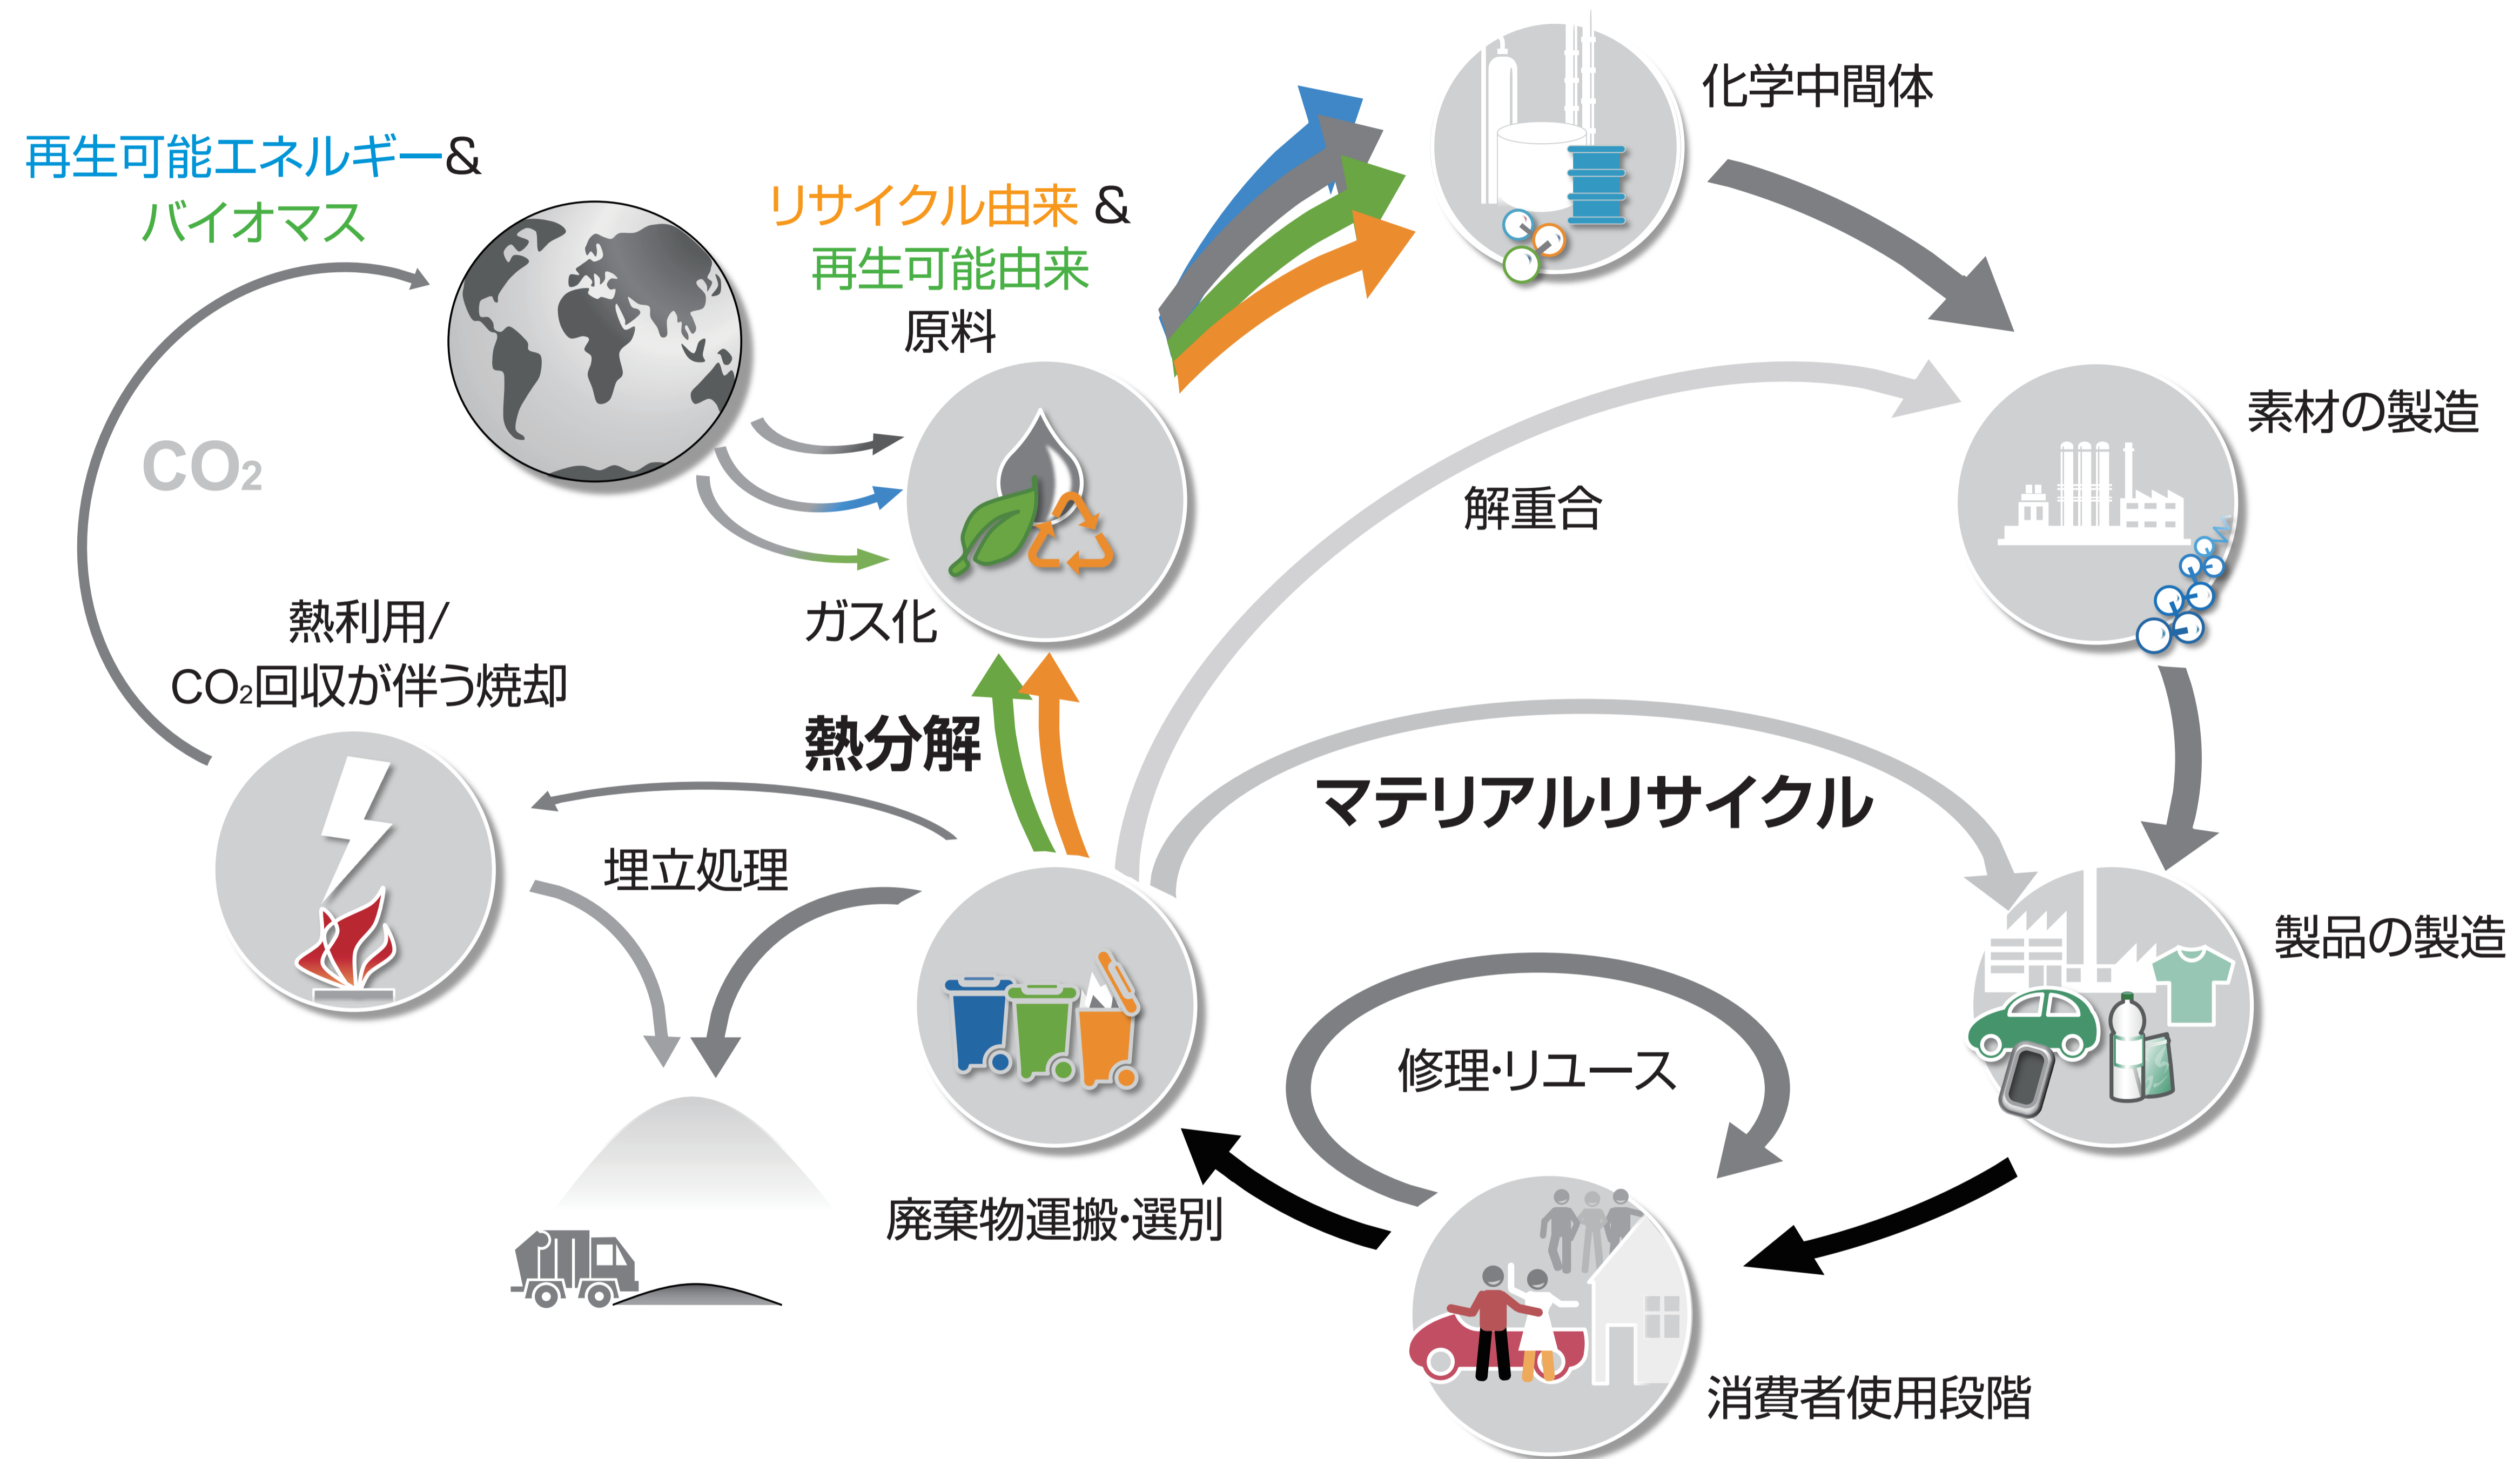 再生可能エネルギー&
バイオマス
リサイクル由来 &
再生可能由来
原料
化学中間体
素材の製造
CO₂
解重合
ガス化
熱利用/
CO₂回収が伴う焼却
熱分解
マテリアルリサイクル
埋立処理
製品の製造
修理・リユース
廃棄物運搬・選別
消費者使用段階